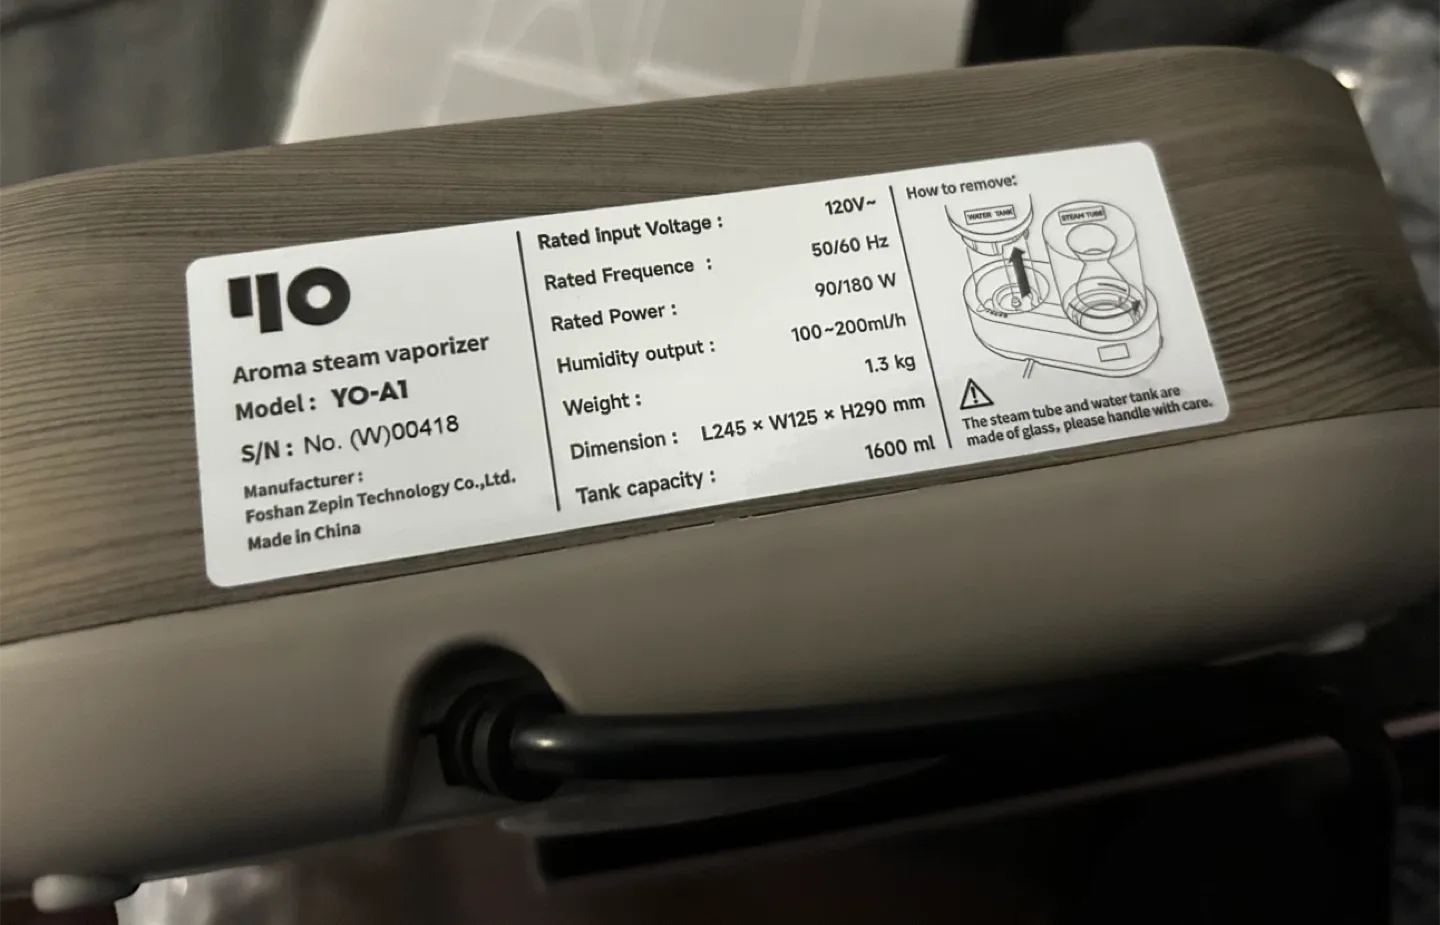 YO
Aroma steam vaporizer
Model: YO-A1
S/N: No. (W)00418
Manufacturer:
Foshan Zepin Technology Co.,Ltd.
Made in China
Rated input Voltage: 120V~
Rated Frequence : 50/60 Hz
Rated Power: 90/180 W
Humidity output: 100~200ml/h
Weight: 1.3 kg
Dimension: L245 × W125 × H290 mm
Tank capacity: 1600 ml
How to remove:
WATER TANK
STEAM TUBE
The steam tube and water tank are
made of glass, please handle with care.